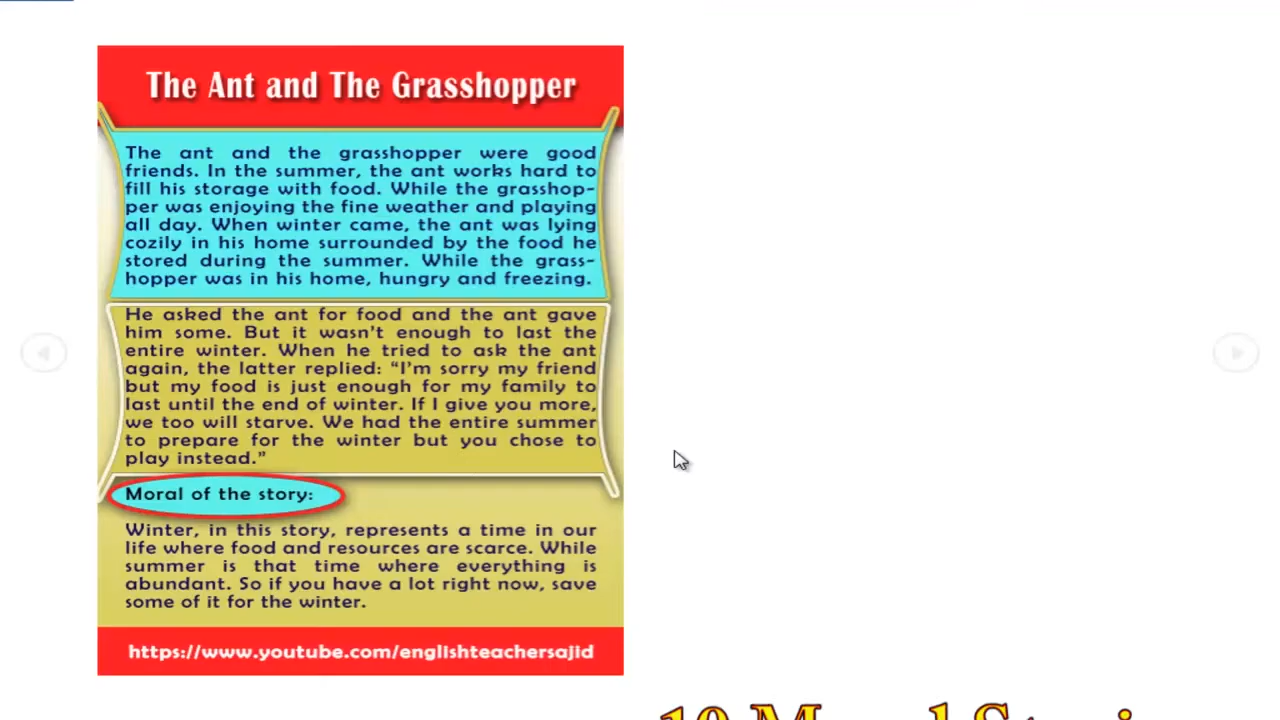 The Ant and The Grasshopper
The ant and the grasshopper were good
friends. In the summer, the ant works hard to
fill his storage with food. While the grasshop-
per was enjoying the fine weather and playing
all day. When winter came, the ant was lying
cozily in his home surrounded by the food he
stored during the summer. While the grass-
hopper was in his home, hungry and freezing.
He asked the ant for food and the ant gave
him some. But it wasn't enough to last the
entire winter. When he tried to ask the ant
again, the latter replied: “I'm sorry my friend
but my food is just enough for my family to
last until the end of winter. If I give you more,
we too will starve. We had the entire summer
to prepare for the winter but you chose to
play instead.”
Moral of the story:
Winter, in this story, represents a time in our
life where food and resources are scarce. While
summer is that time where everything is
abundant. So if you have a lot right now, save
some of it for the winter.
https://www.youtube.com/englishteachersajid
10 Moral